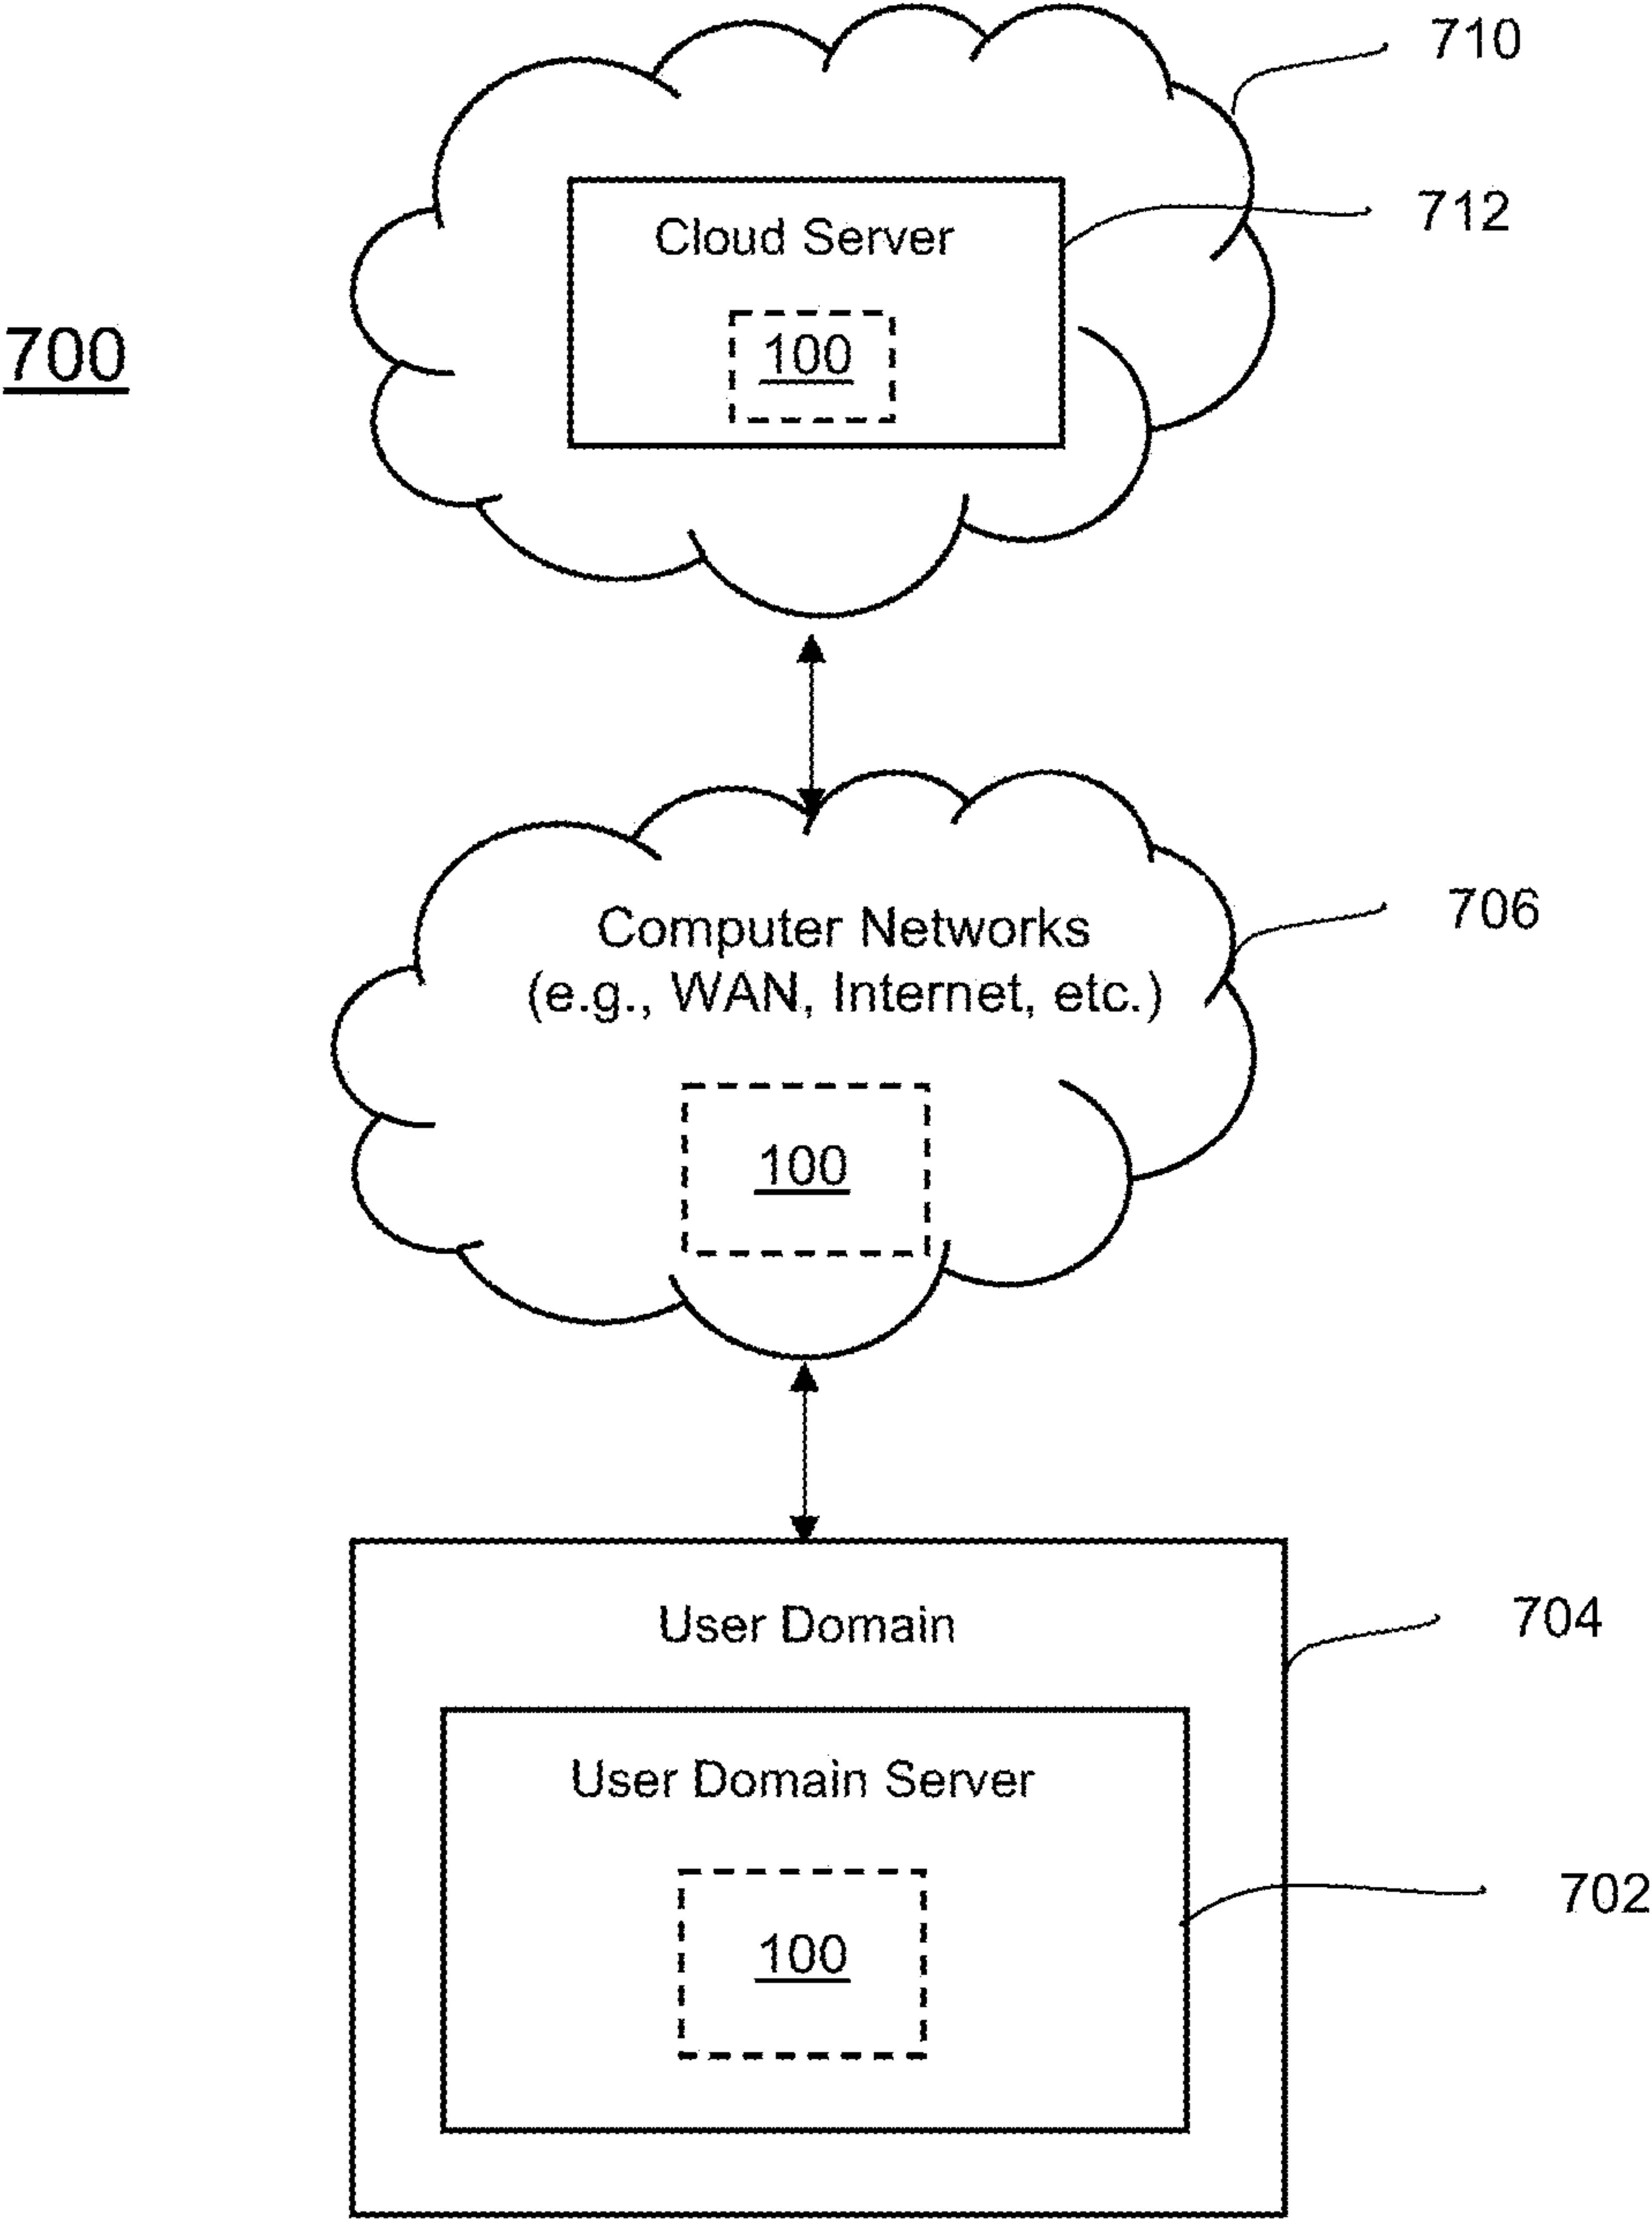 710
712
Cloud Server
700
100
706
Computer Networks
(e.g., WAN, Internet, etc.)
100
704
User Domain
User Domain Server
702
100